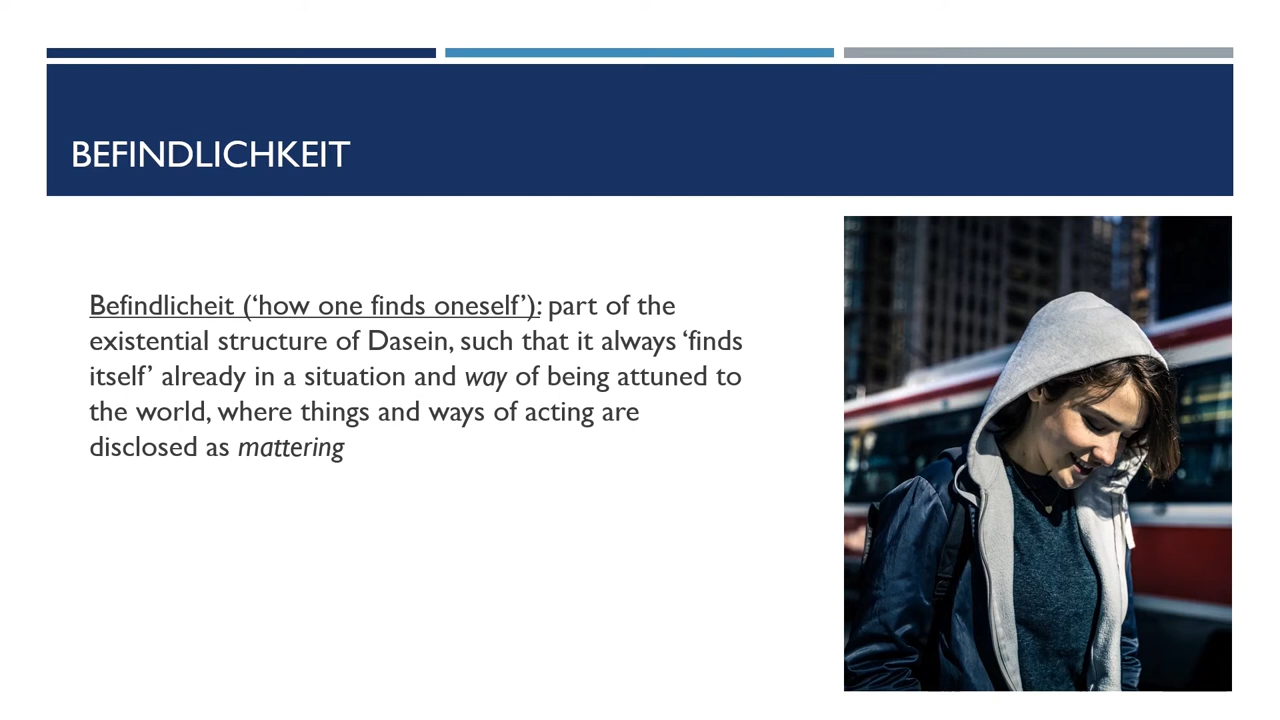 BEFINDLICHKEIT
Befindlicheit (‘how one finds oneself’): part of the
existential structure of Dasein, such that it always ‘finds
itself’ already in a situation and way of being attuned to
the world, where things and ways of acting are
disclosed as mattering